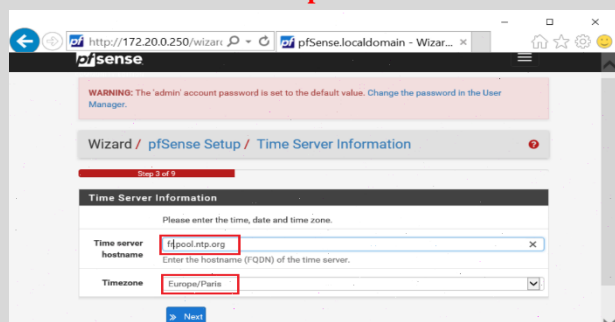 http://172.20.0.250/wizard pfSense.localdomain - Wizar...
pfsense
WARNING: The 'admin' account password is set to the default value. Change the password in the User
Manager.
Wizard / pfSense Setup / Time Server Information
Step 3 of 9
Time Server Information
Please enter the time, date and time zone.
Time server
hostname
fr.pool.ntp.org
Enter the hostname (FQDN) of the time server.
Timezone
Europe/Paris
Next